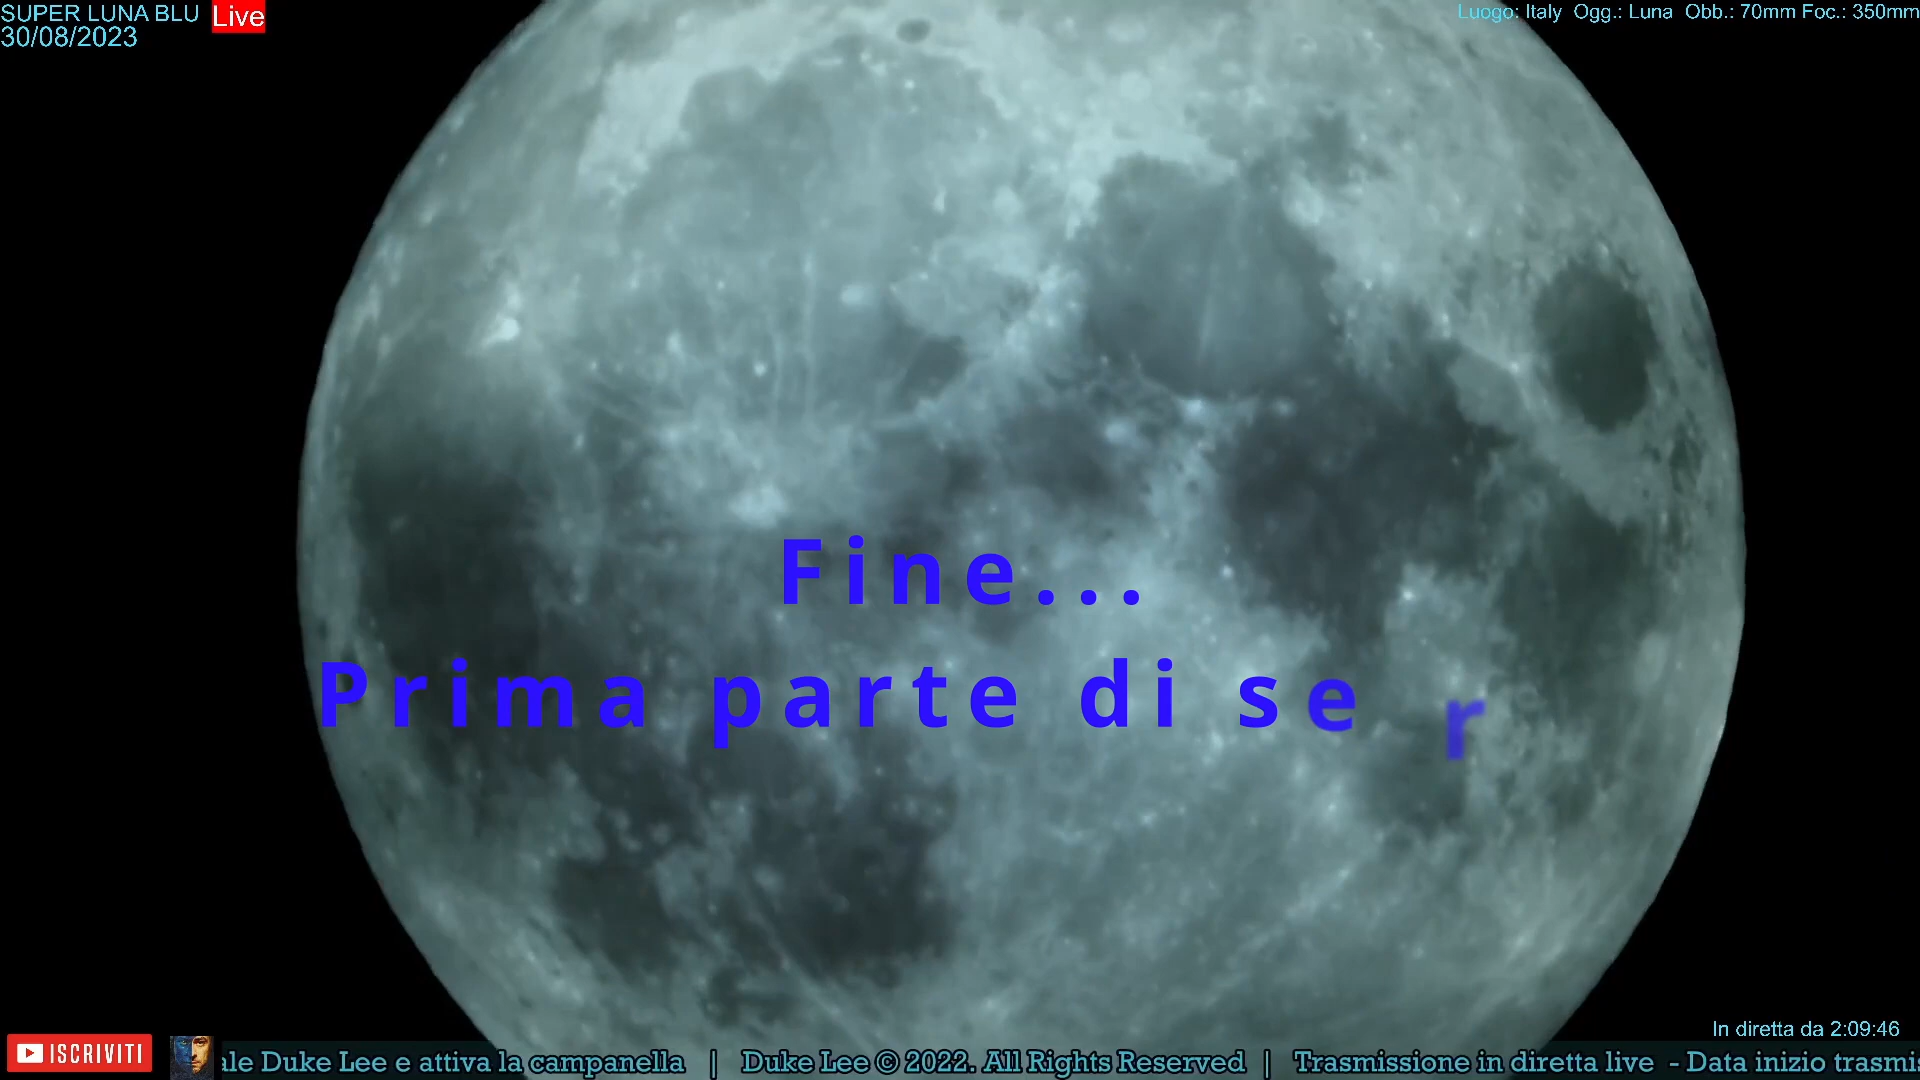 SUPER LUNA BLU Live
30/08/2023
Luogo: Italy Ogg.: Luna Obb.: 70mm Foc.: 350mm
Fine...
Prima parte di se r
In diretta da 2:09:46
ISCRIVITI
ale Duke Lee e attiva la campanella | Duke Lee © 2022. All Rights Reserved | Trasmissione in diretta live - Data inizio trasmis